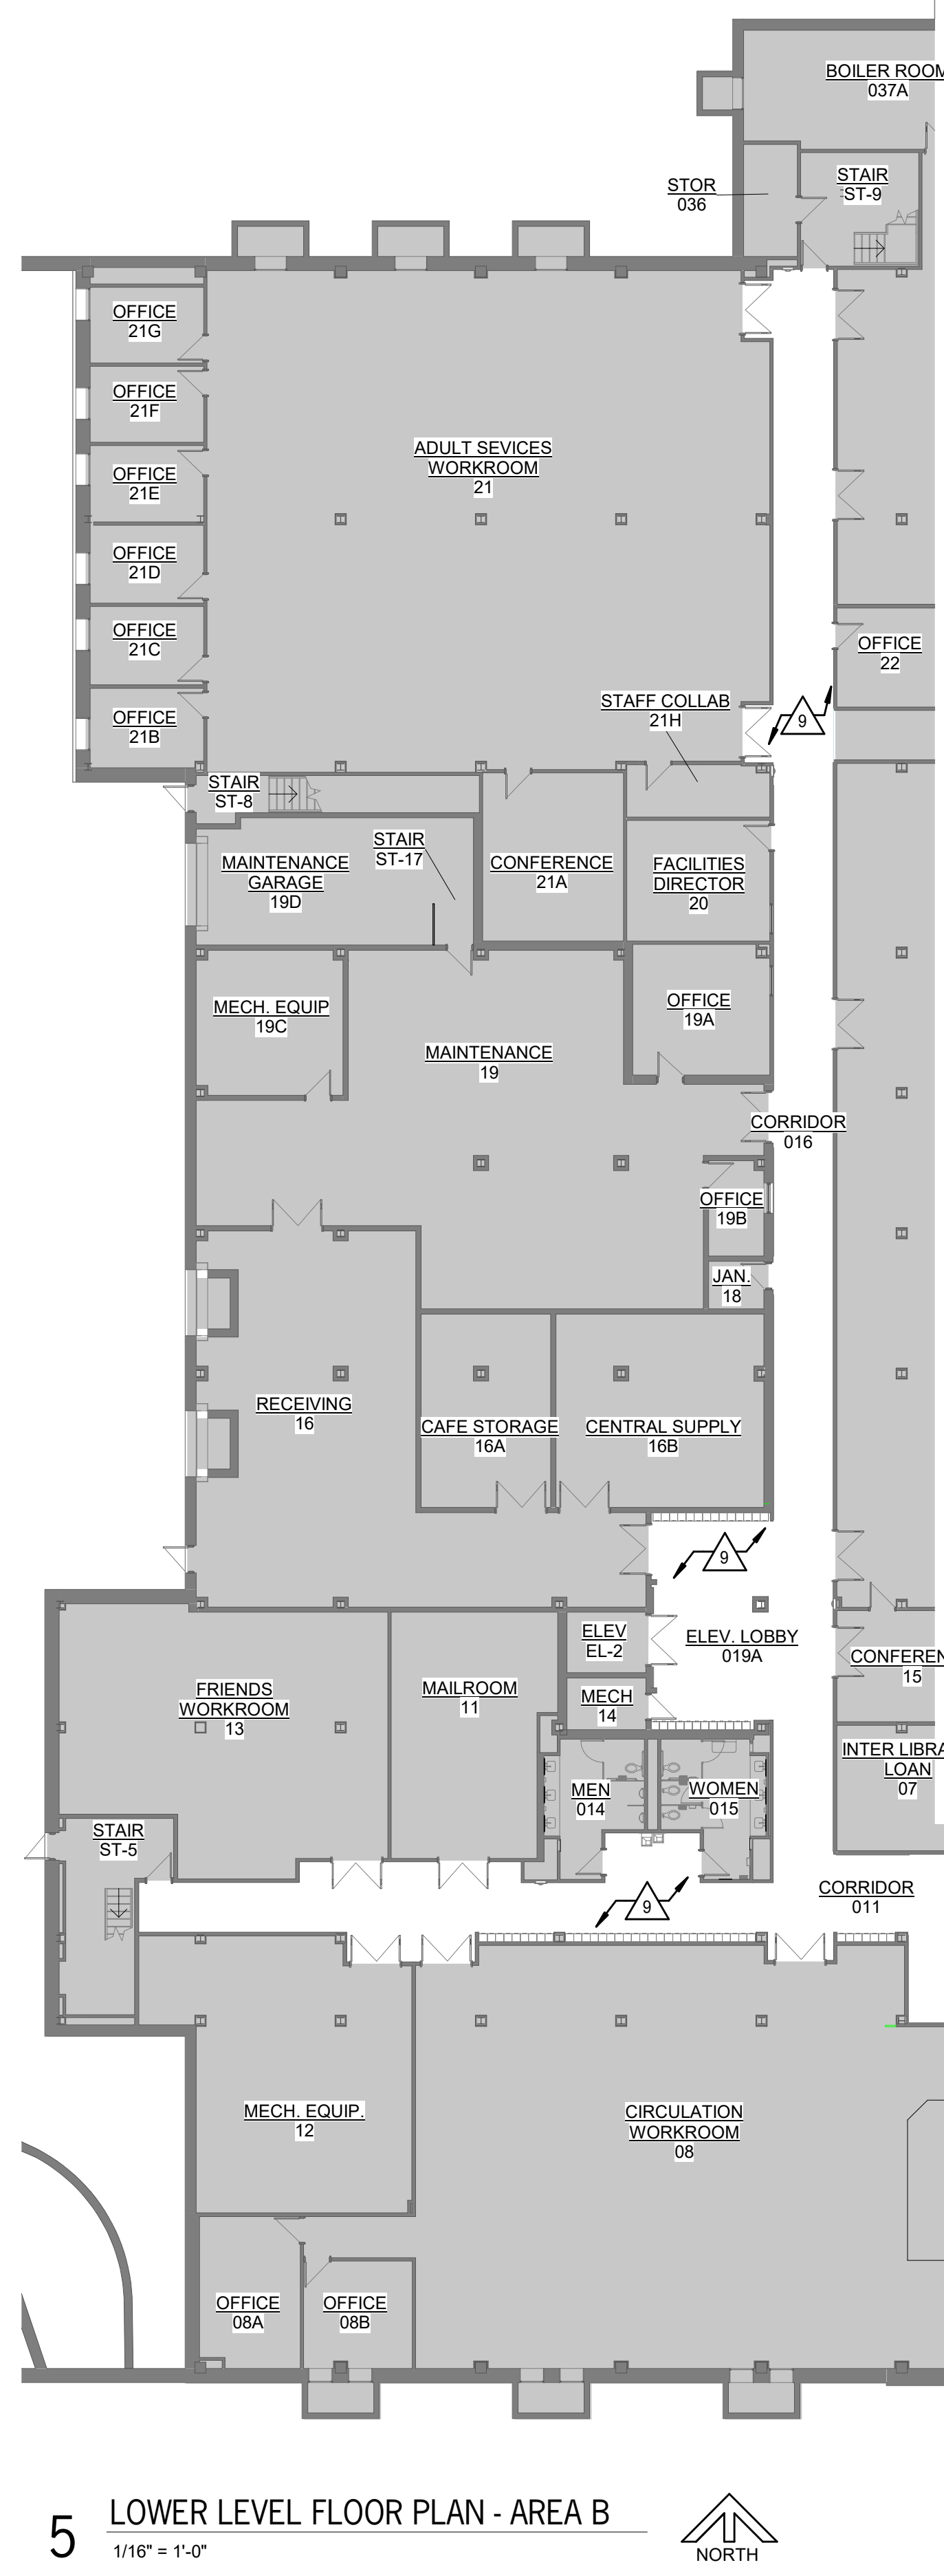 BOILER ROOM
037A
STAIR
ST-9
STOR
036
OFFICE
21G
OFFICE
21F
ADULT SEVICES
WORKROOM
21
OFFICE
21E
OFFICE
21D
OFFICE
21C
OFFICE
22
OFFICE
21B
STAFF COLLAB
21H
9
STAIR
ST-8
STAIR
ST-17
MAINTENANCE
GARAGE
19D
CONFERENCE
21A
FACILITIES
DIRECTOR
20
MECH. EQUIP
19C
OFFICE
19A
MAINTENANCE
19
CORRIDOR
016
OFFICE
19B
JAN.
18
RECEIVING
16
CAFE STORAGE
16A
CENTRAL SUPPLY
16B
9
ELEV
EL-2
ELEV. LOBBY
019A
CONFEREN
15
FRIENDS
WORKROOM
13
MAILROOM
11
MECH
14
INTER LIBRA
LOAN
07
MEN
014
WOMEN
015
STAIR
ST-5
CORRIDOR
011
9
MECH. EQUIP.
12
CIRCULATION
WORKROOM
08
OFFICE
08A
OFFICE
08B
5
LOWER LEVEL FLOOR PLAN - AREA B
1/16" = 1'-0"
NORTH